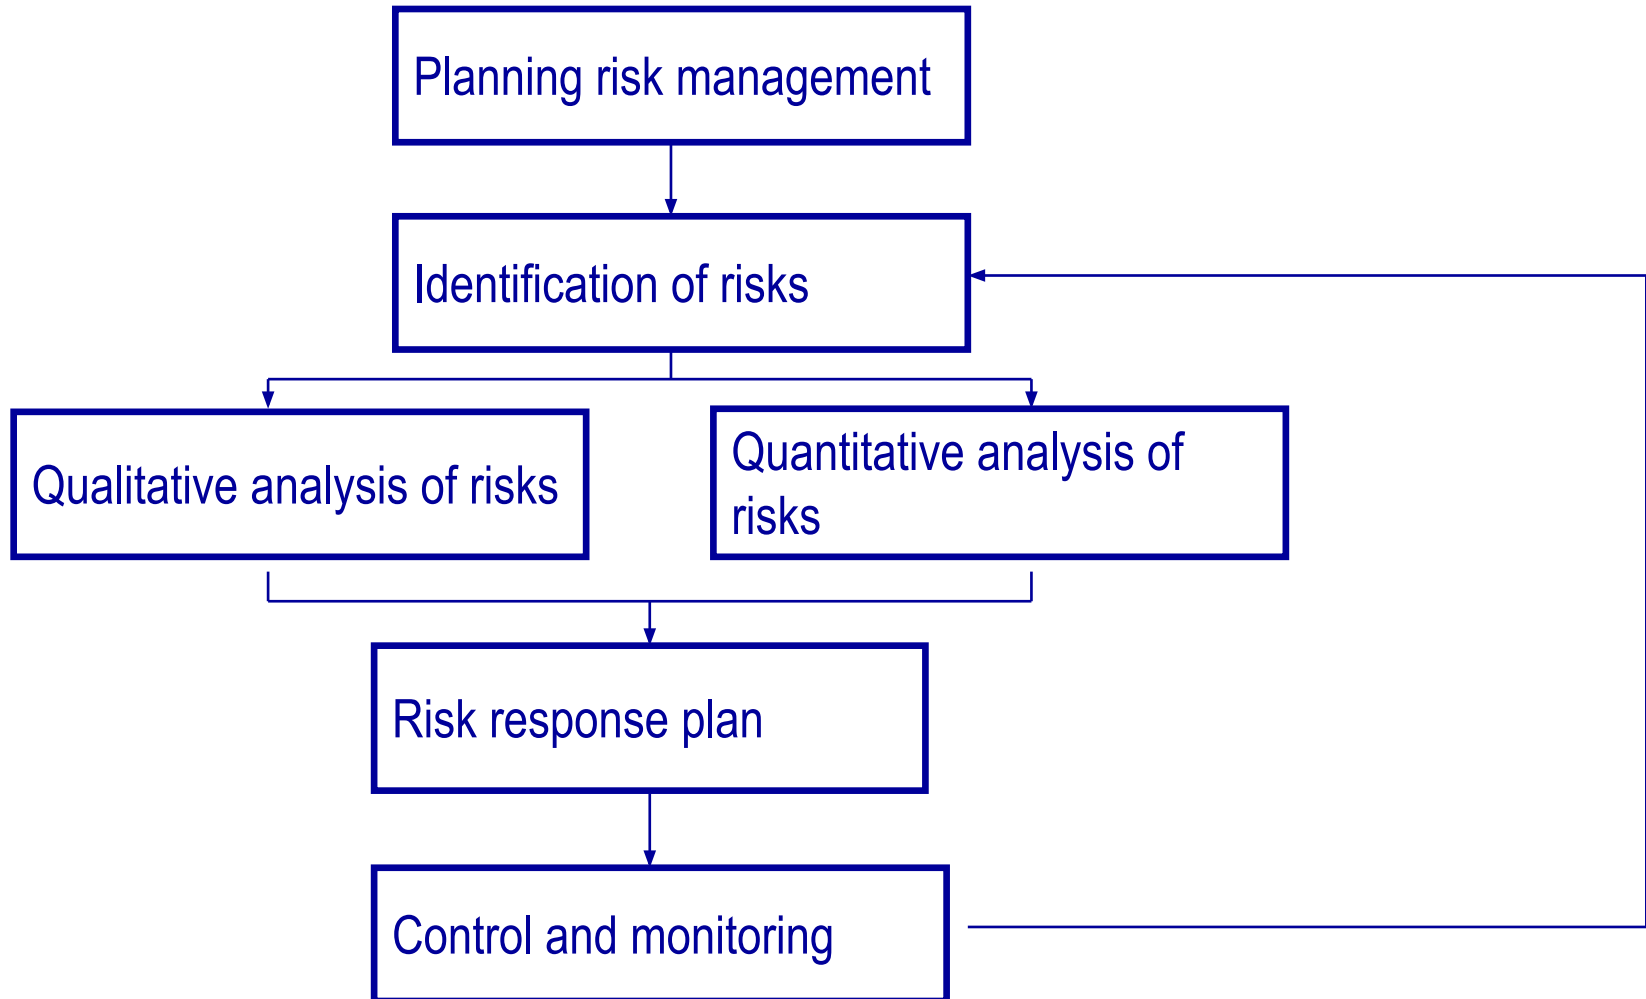 Planning risk management
Identification of risks
Qualitative analysis of risks
Quantitative analysis of
risks
Risk response plan
Control and monitoring